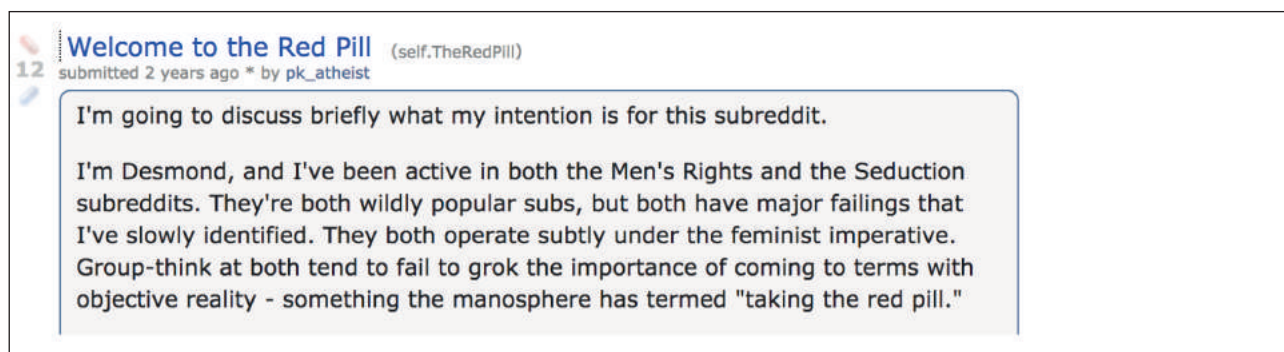 Welcome to the Red Pill (self.TheRedPill)
12 submitted 2 years ago * by pk_atheist
I'm going to discuss briefly what my intention is for this subreddit.
I'm Desmond, and I've been active in both the Men's Rights and the Seduction
subreddits. They're both wildly popular subs, but both have major failings that
I've slowly identified. They both operate subtly under the feminist imperative.
Group-think at both tend to fail to grok the importance of coming to terms with
objective reality - something the manosphere has termed "taking the red pill."